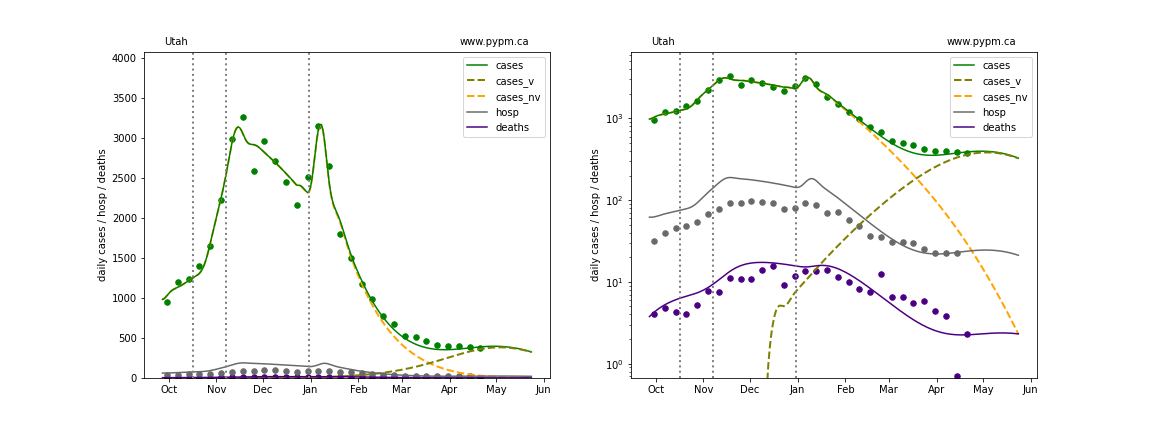 Utah www.pypm.ca
daily cases / hosp / deaths
4000
3500
3000
2500
2000
1500
1000
500
0
Oct Nov Dec Jan Feb Mar Apr May Jun
cases
cases_v
cases_nv
hosp
deaths
Utah www.pypm.ca
daily cases / hosp / deaths
10³
10²
10¹
10⁰
Oct Nov Dec Jan Feb Mar Apr May Jun
cases
cases_v
cases_nv
hosp
deaths